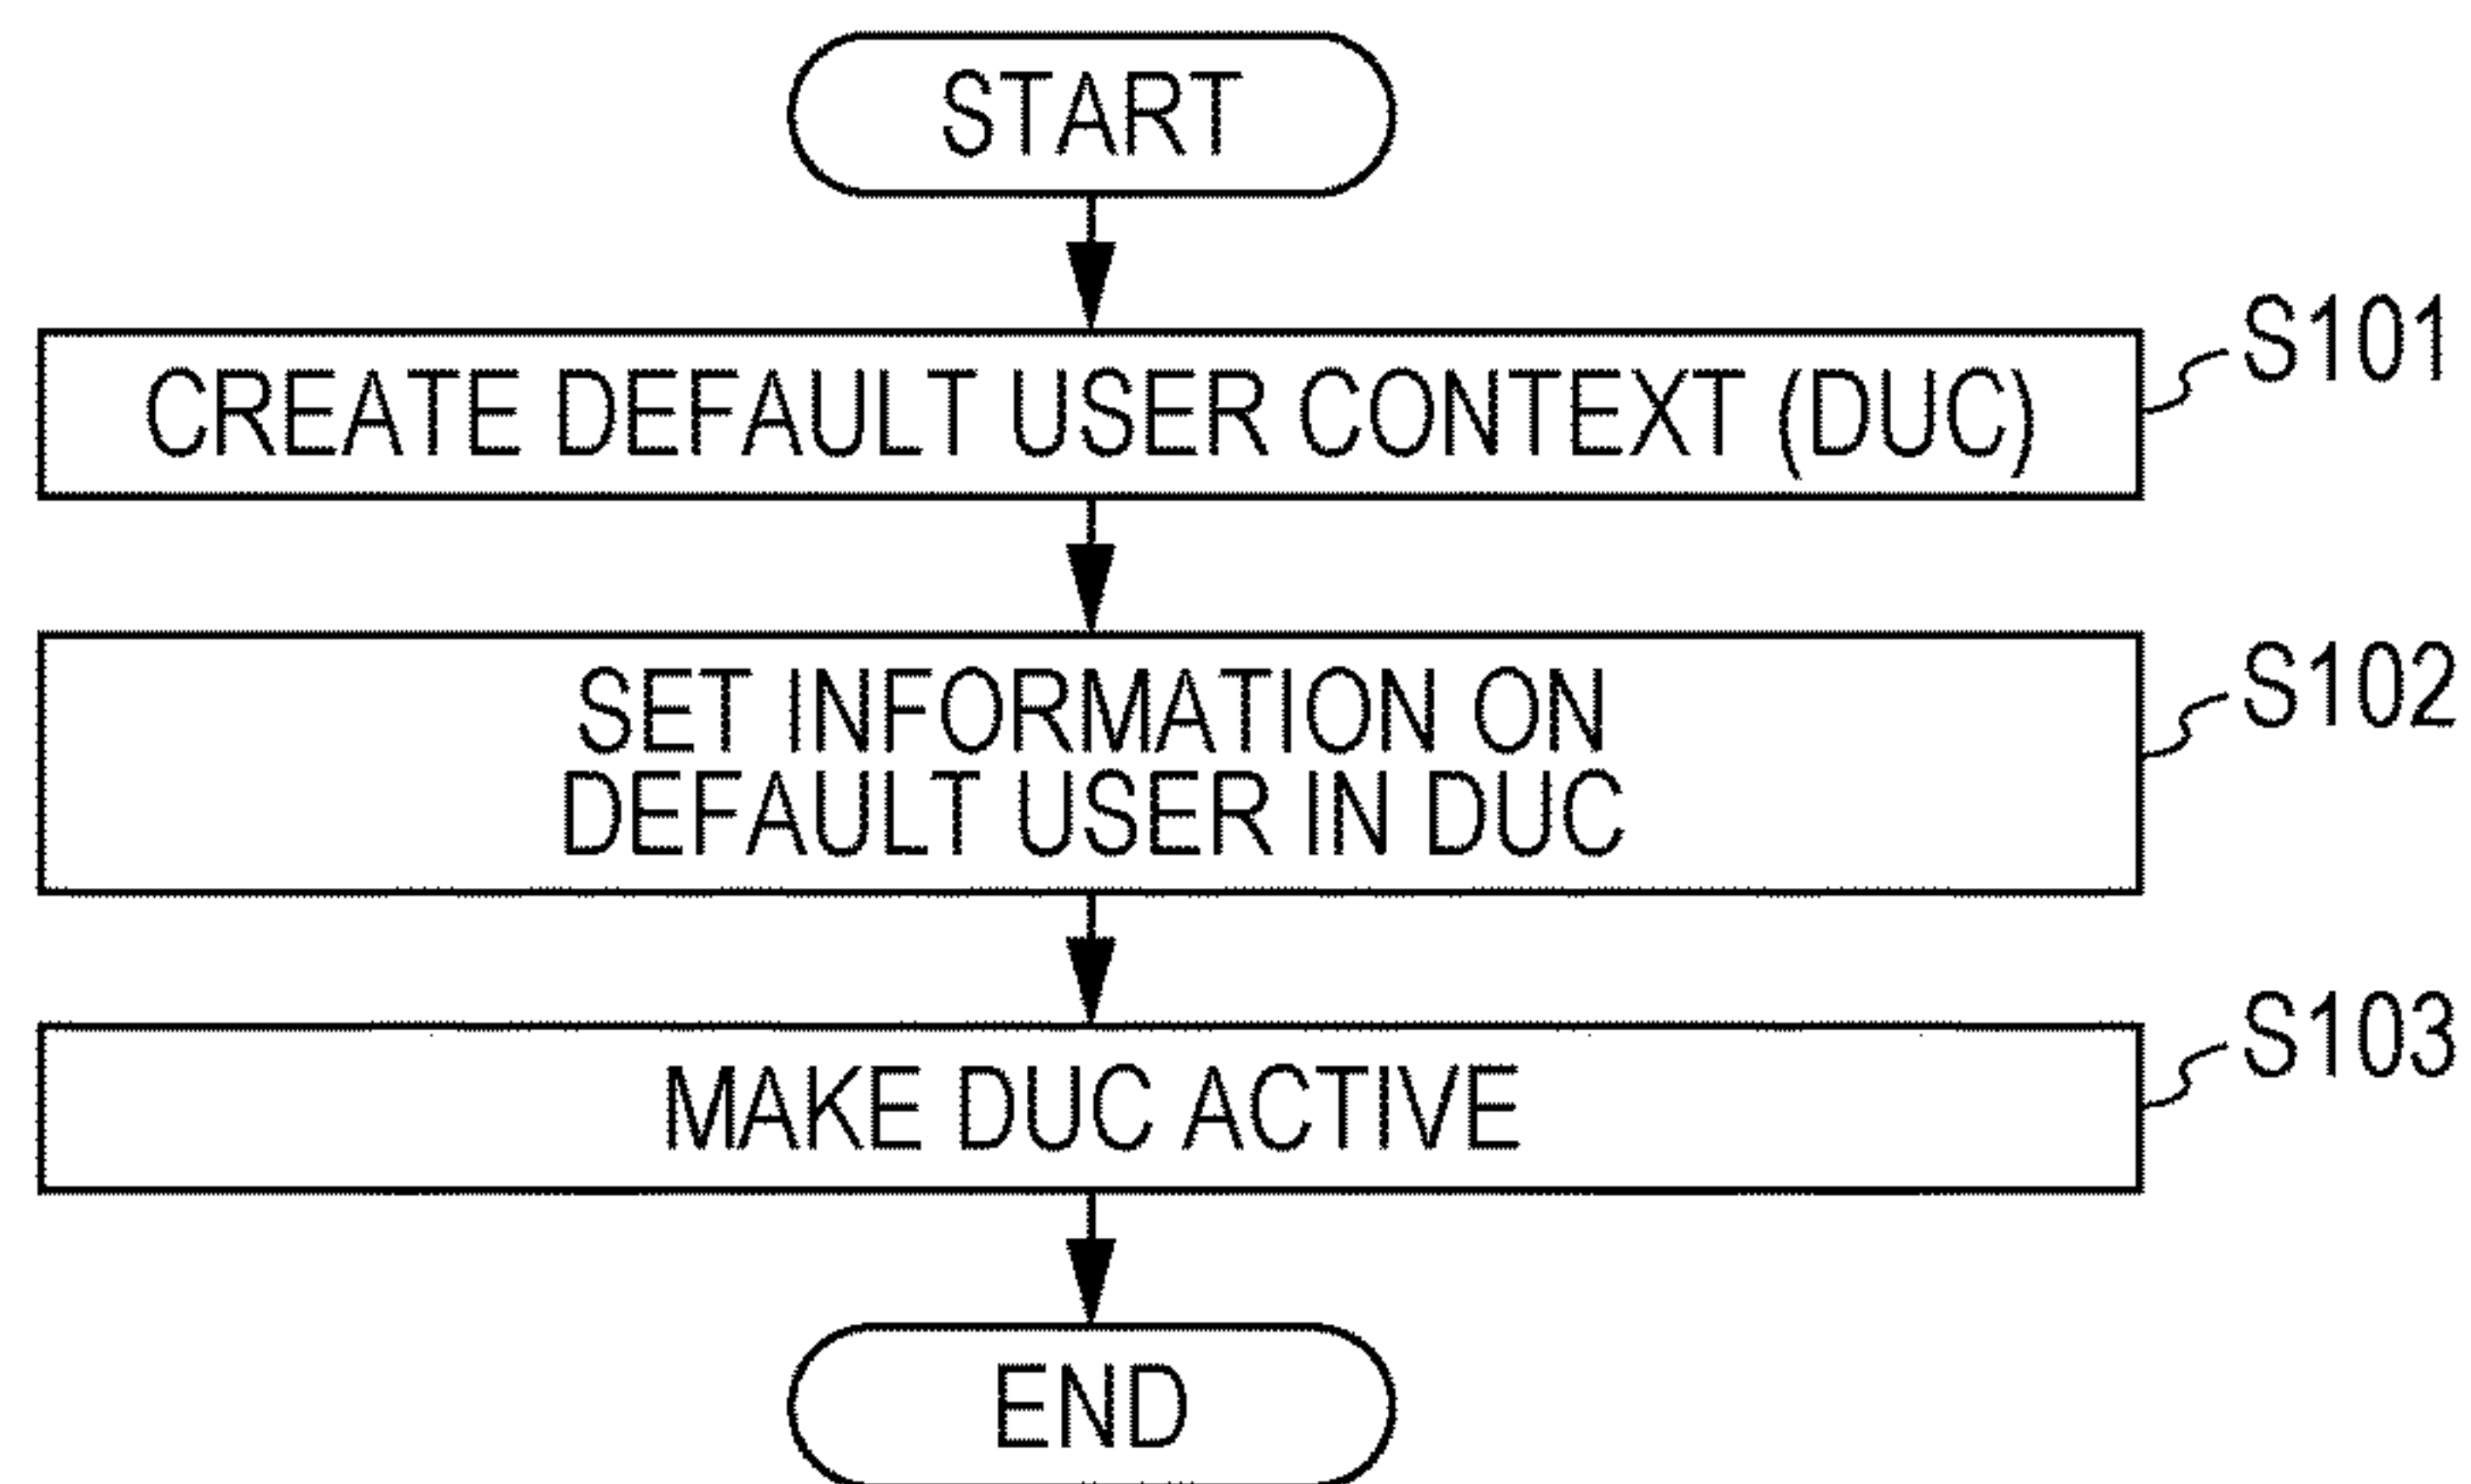 START
CREATE DEFAULT USER CONTEXT (DUC)
S101
SET INFORMATION ON
DEFAULT USER IN DUC
S102
MAKE DUC ACTIVE
S103
END